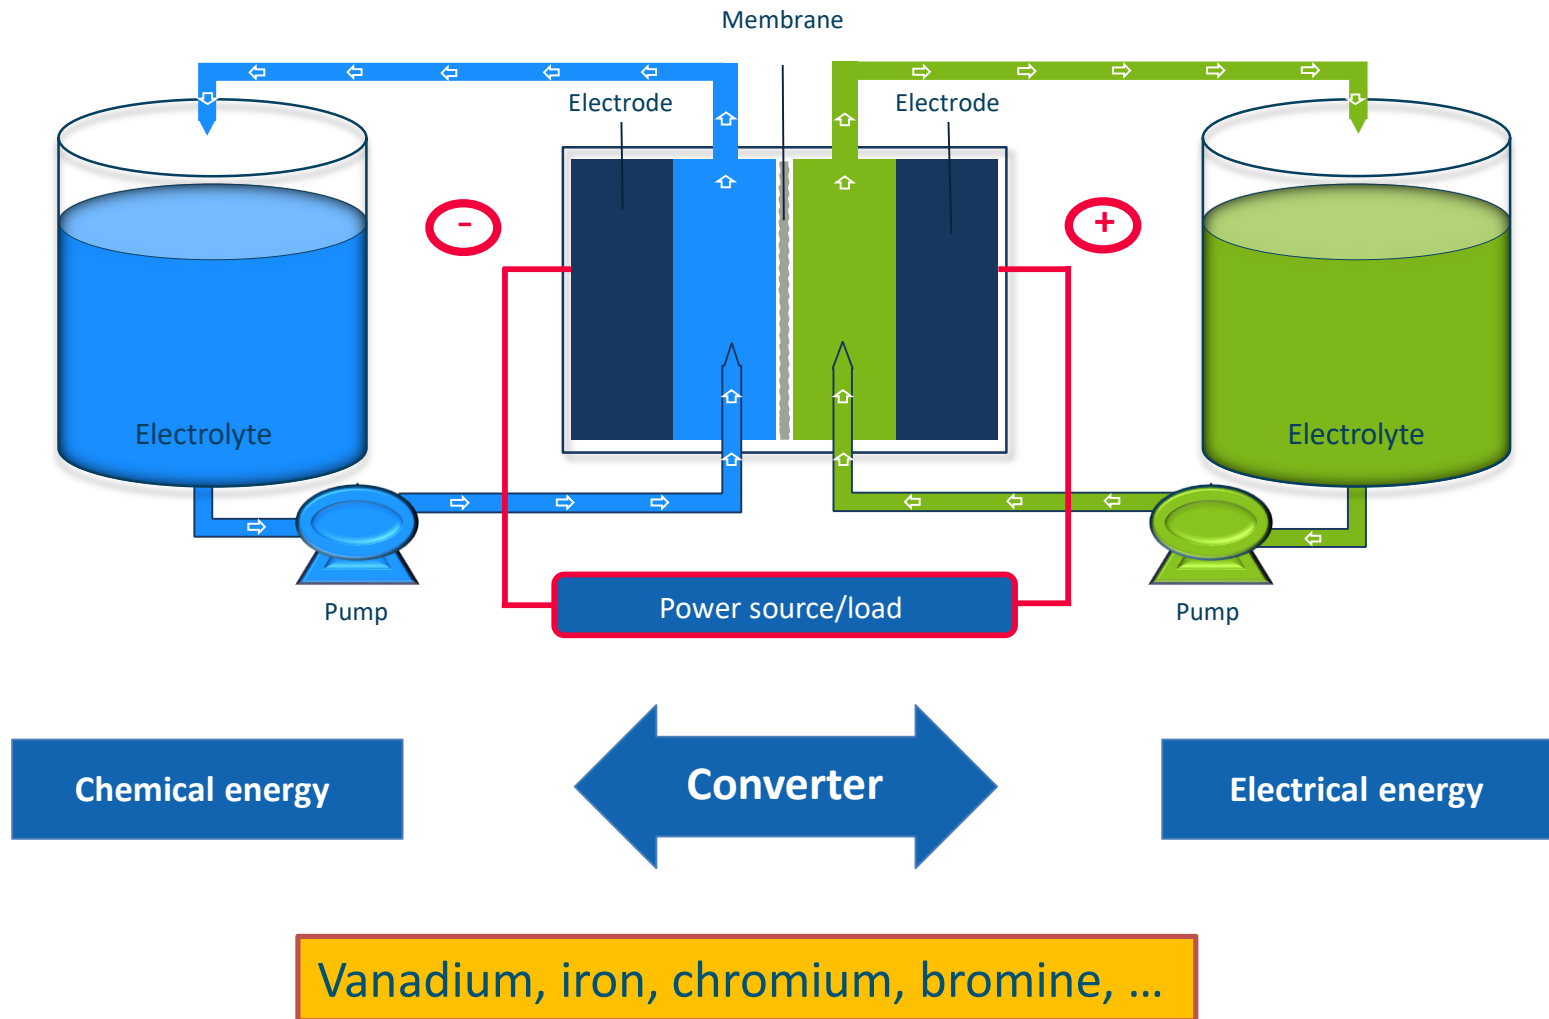 Membrane
Electrode
Electrode
-
+
Electrolyte
Electrolyte
Power source/load
Pump
Pump
Chemical energy
Converter
Electrical energy
Vanadium, iron, chromium, bromine, ...